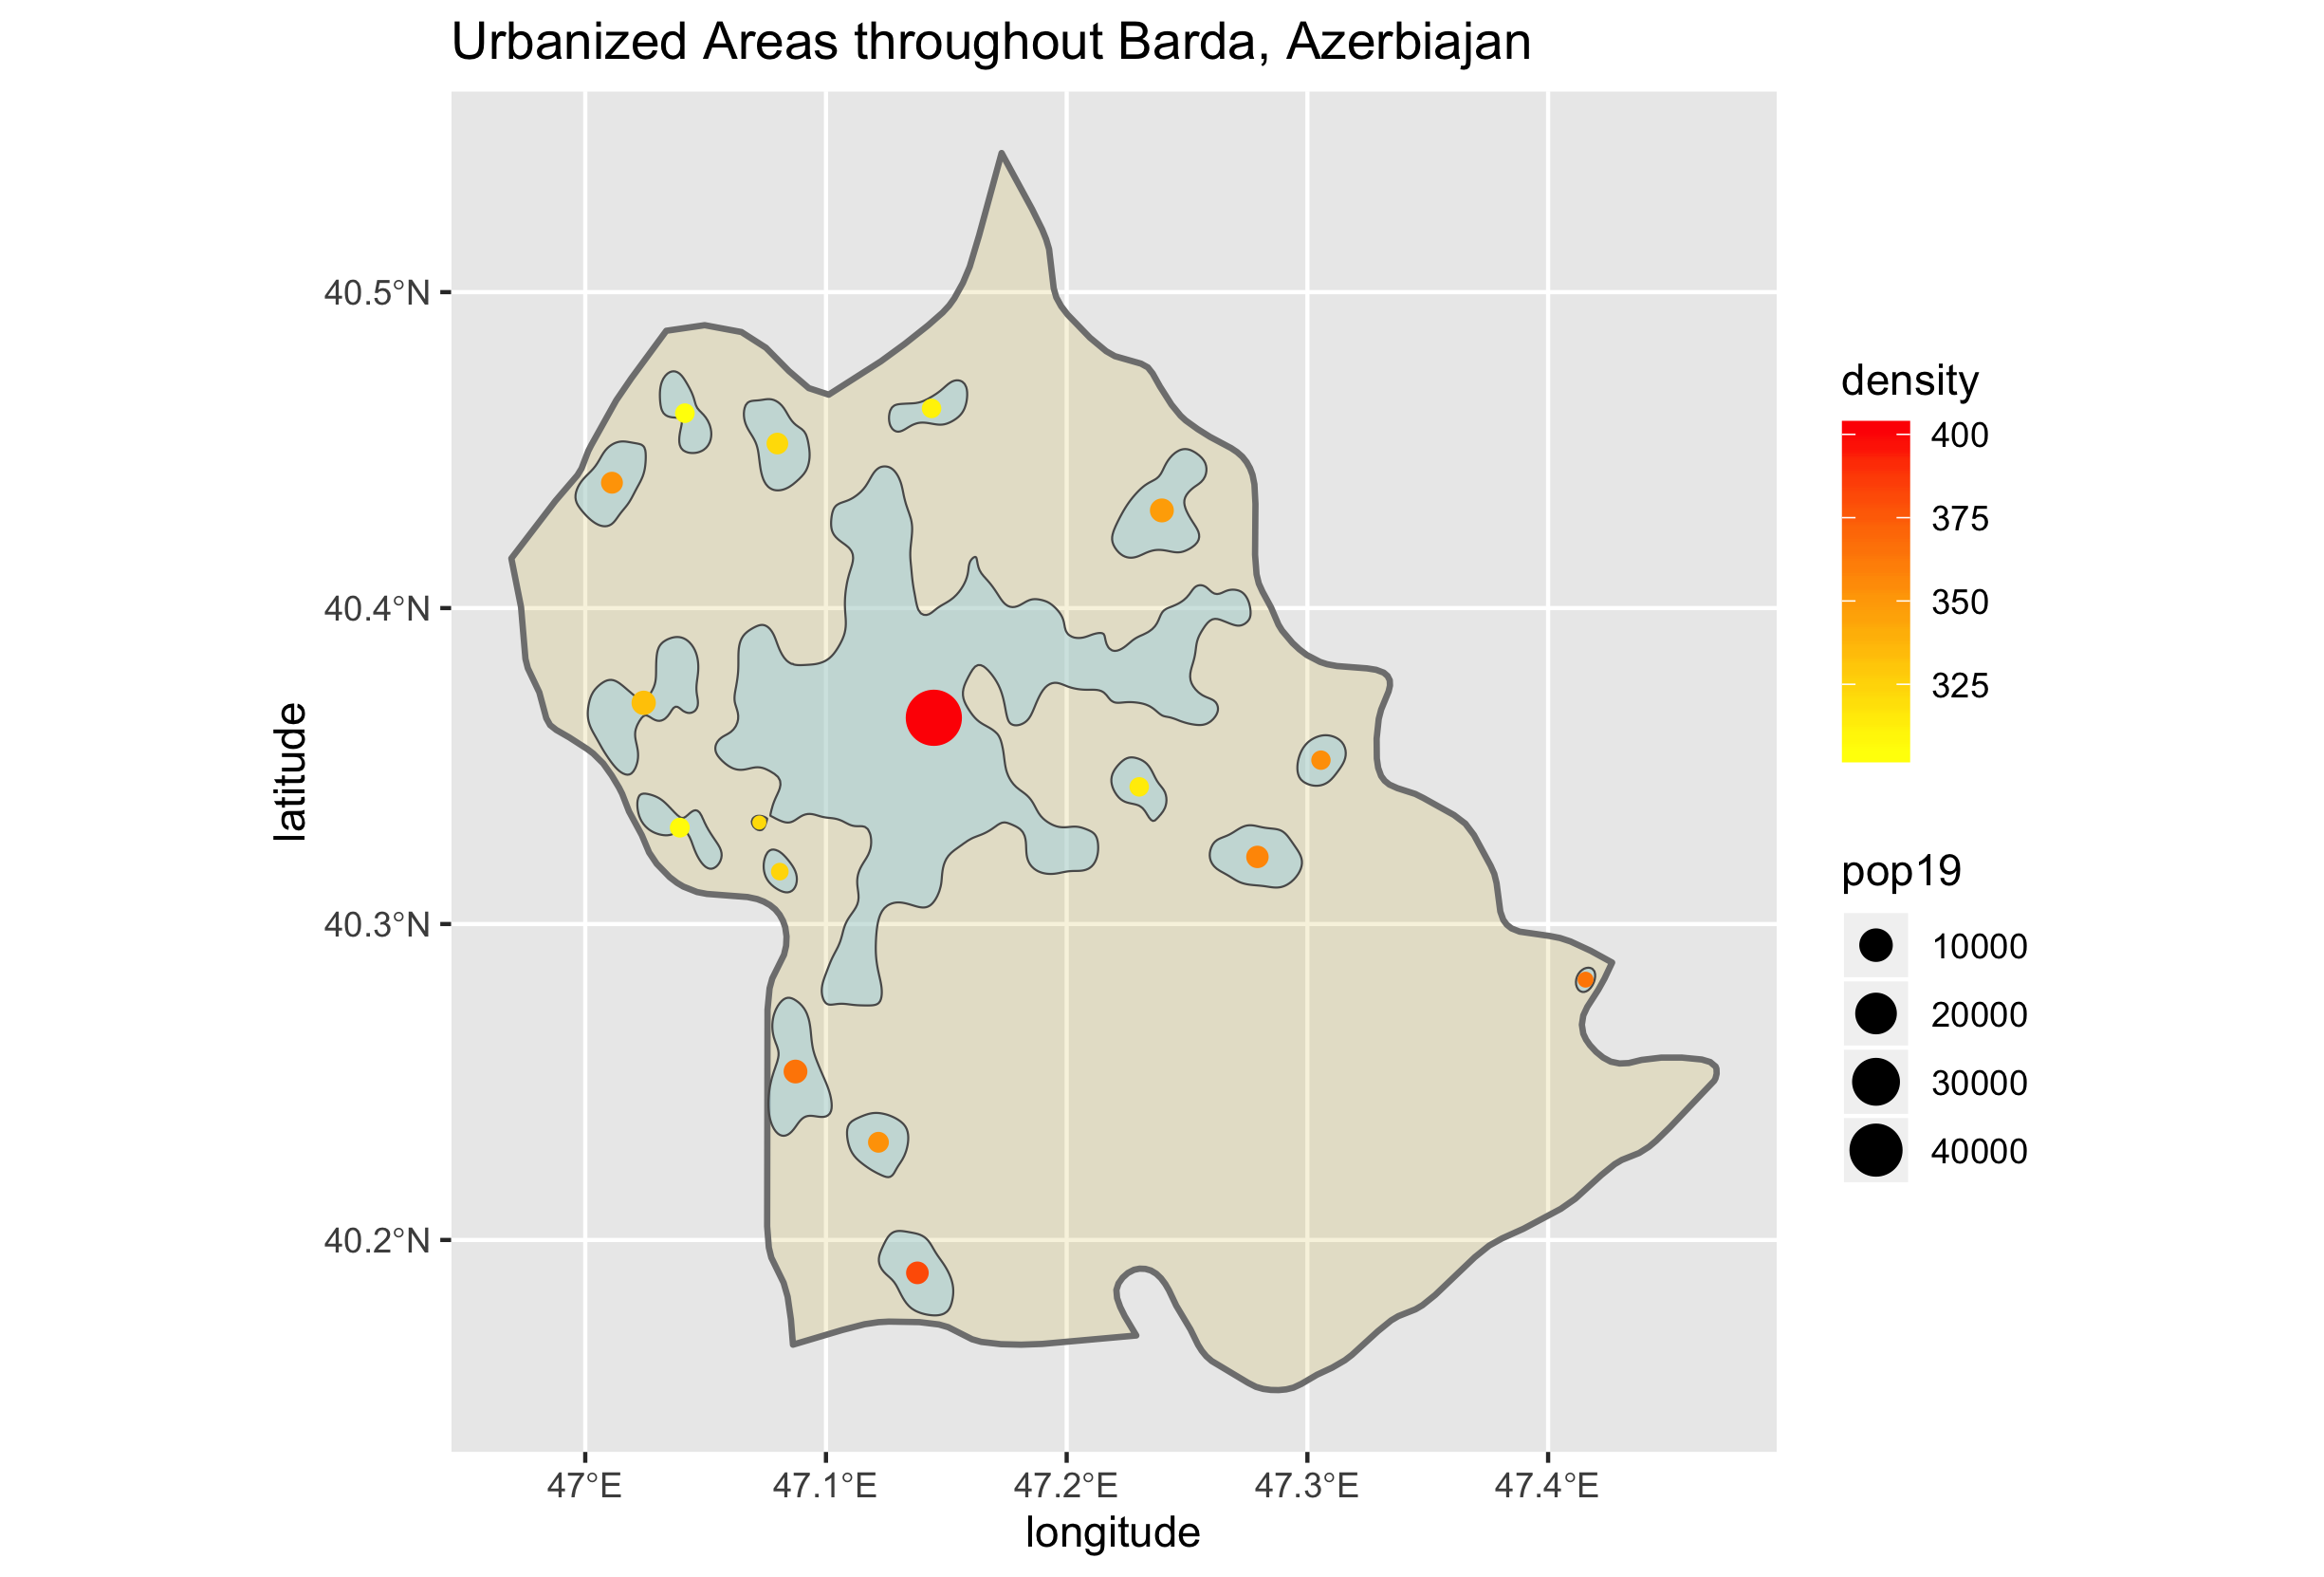 Urbanized Areas throughout Barda, Azerbiajan
40.5°N
40.4°N
40.3°N
40.2°N
latitude
47°E
47.1°E
47.2°E
47.3°E
47.4°E
longitude
density
400
375
350
325
pop19
10000
20000
30000
40000